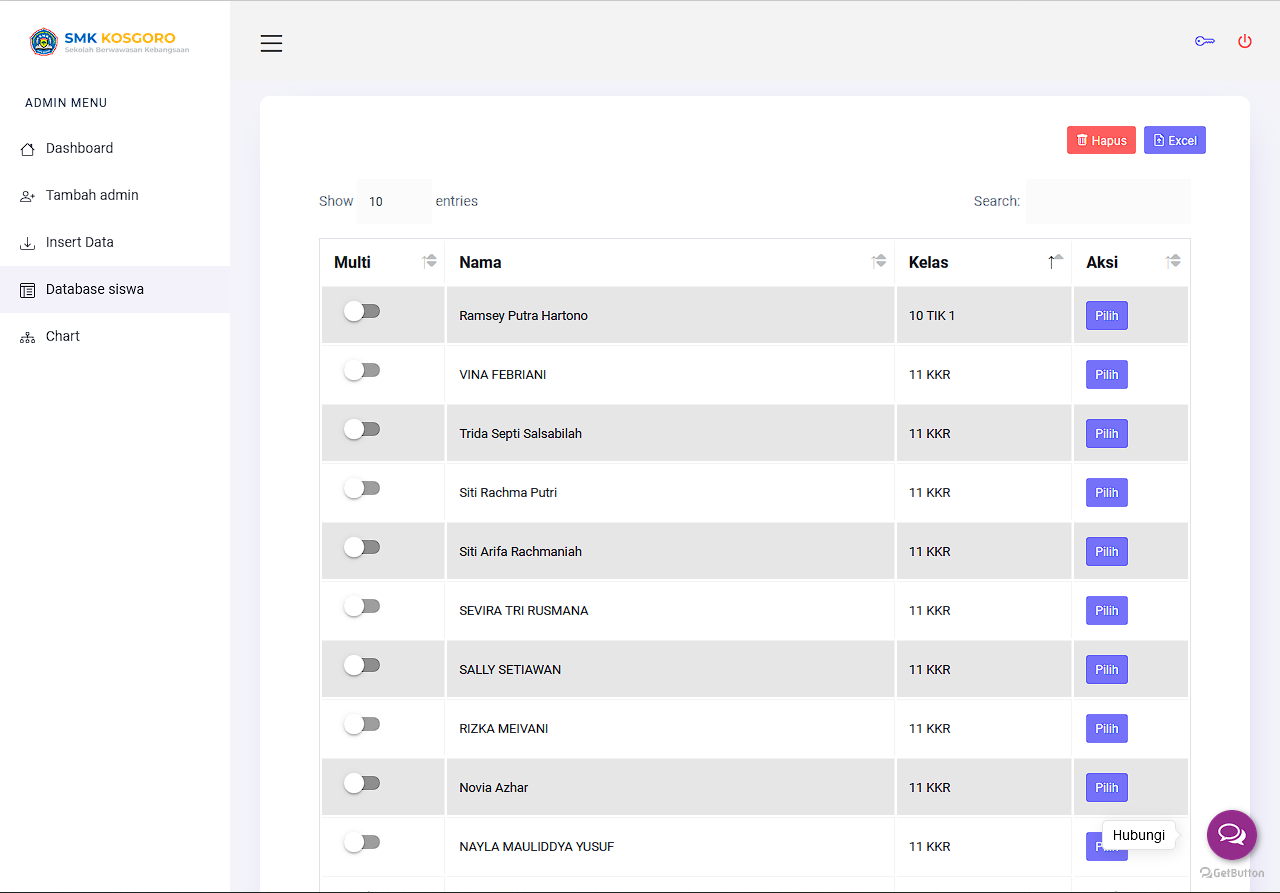 SMK KOSGORO
Sekolah Berwawasan Kebangsaan
ADMIN MENU
Dashboard
Tambah admin
Insert Data
Database siswa
Chart
Hapus
Excel
Show 10 entries
Search:
Multi Nama Kelas Aksi
Ramsey Putra Hartono 10 TIK 1 Pilih
VINA FEBRIANI 11 KKR Pilih
Trida Septi Salsabilah 11 KKR Pilih
Siti Rachma Putri 11 KKR Pilih
Siti Arifa Rachmaniah 11 KKR Pilih
SEVIRA TRI RUSMANA 11 KKR Pilih
SALLY SETIAWAN 11 KKR Pilih
RIZKA MEIVANI 11 KKR Pilih
Novia Azhar 11 KKR Pilih
NAYLA MAULIDDYA YUSUF 11 KKR
Hubungi
GetButton